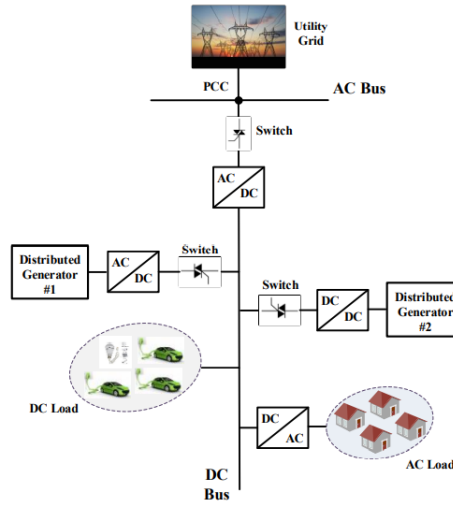 Utility
Grid
PCC
AC Bus
Switch
AC
DC
Switch
AC
DC
Distributed
Generator
#1
Switch
DC
DC
Distributed
Generator
#2
DC Load
DC
AC
AC Load
DC
Bus